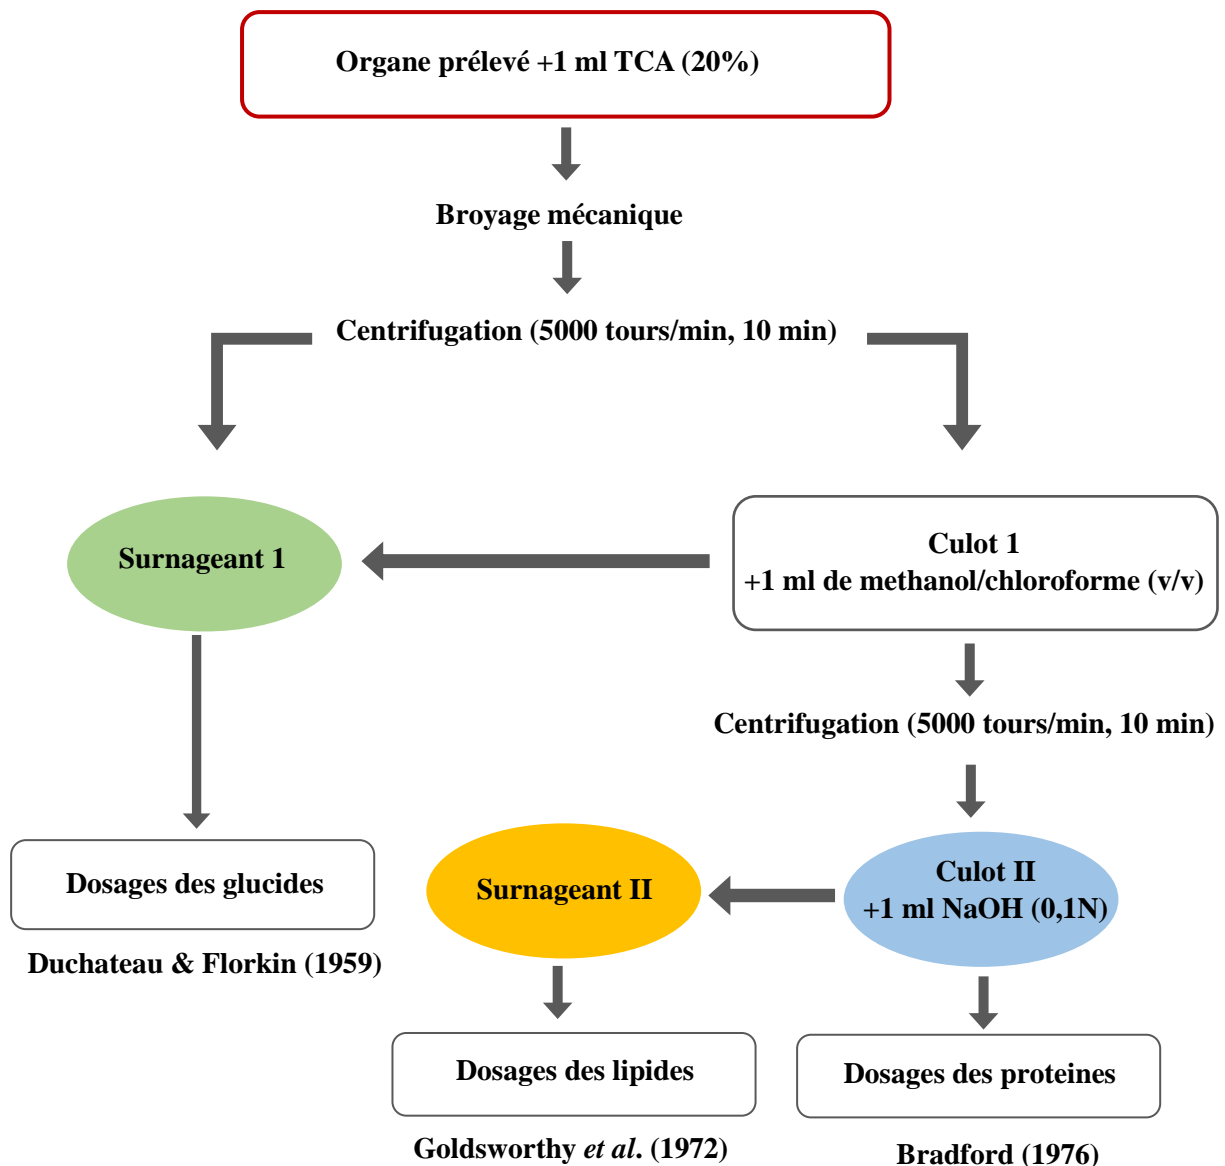 Organe prélevé +1 ml TCA (20%)
Broyage mécanique
Centrifugation (5000 tours/min, 10 min)
Surnageant 1
Culot 1
+1 ml de methanol/chloroforme (v/v)
Centrifugation (5000 tours/min, 10 min)
Dosages des glucides
Duchateau & Florkin (1959)
Surnageant II
Culot II
+1 ml NaOH (0,1N)
Dosages des lipides
Goldsworthy et al. (1972)
Dosages des proteines
Bradford (1976)